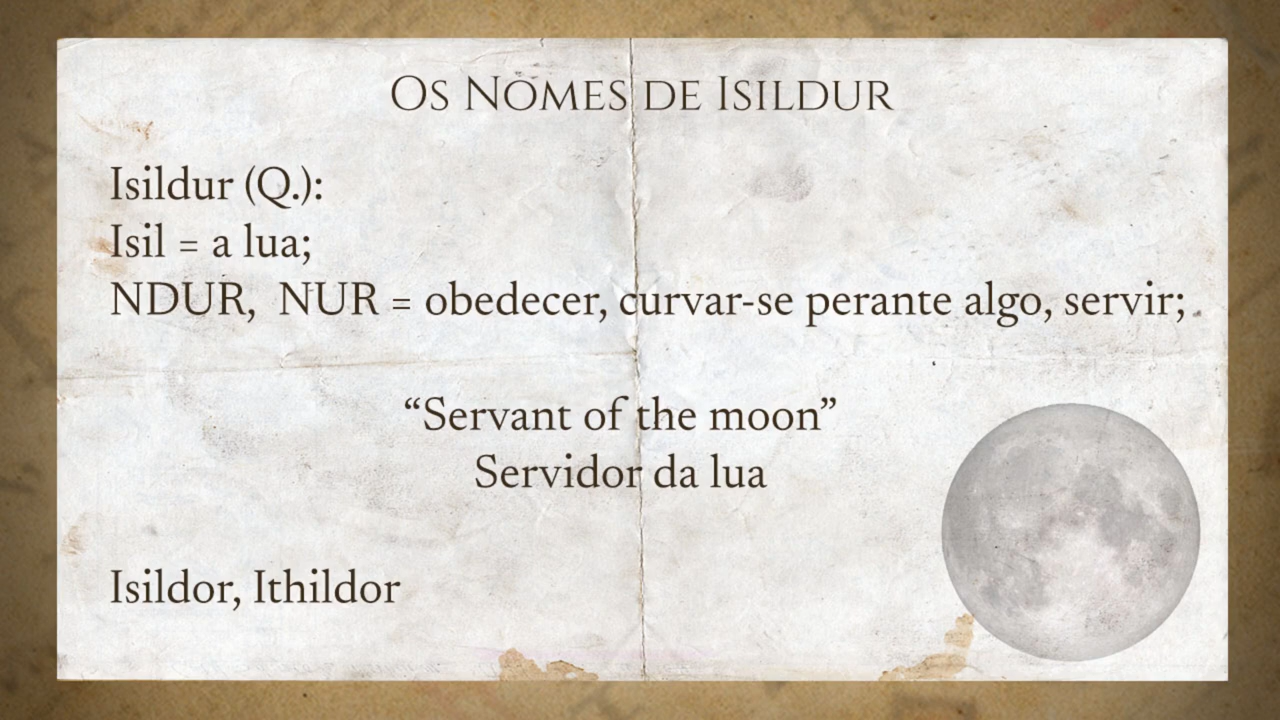 Os Nomes de Isildur
Isildur (Q.):
Isil = a lua;
NDUR, NUR = obedecer, curvar-se perante algo, servir;
“Servant of the moon”
Servidor da lua
Isildor, Ithildor